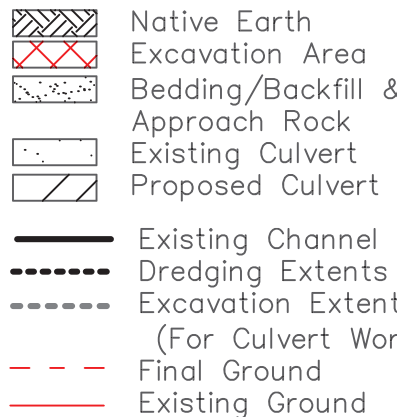 Native Earth
Excavation Area
Bedding/Backfill &
Approach Rock
Existing Culvert
Proposed Culvert
Existing Channel
Dredging Extents
Excavation Extent
(For Culvert Wor
Final Ground
Existing Ground